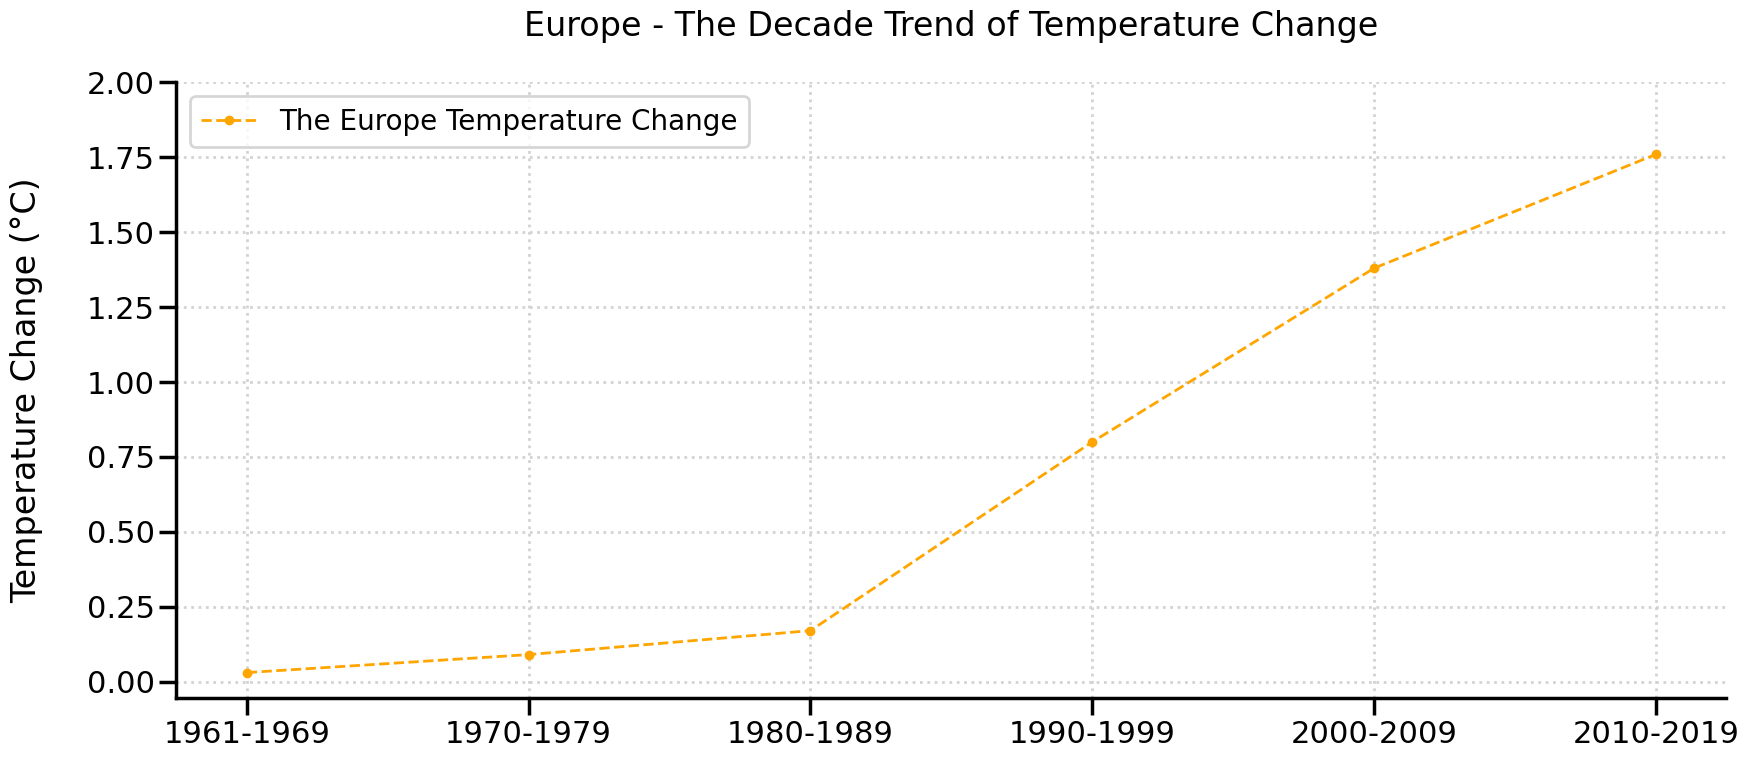 Europe - The Decade Trend of Temperature Change
The Europe Temperature Change
Temperature Change (°C)
2.00
1.75
1.50
1.25
1.00
0.75
0.50
0.25
0.00
1961-1969 1970-1979 1980-1989 1990-1999 2000-2009 2010-2019